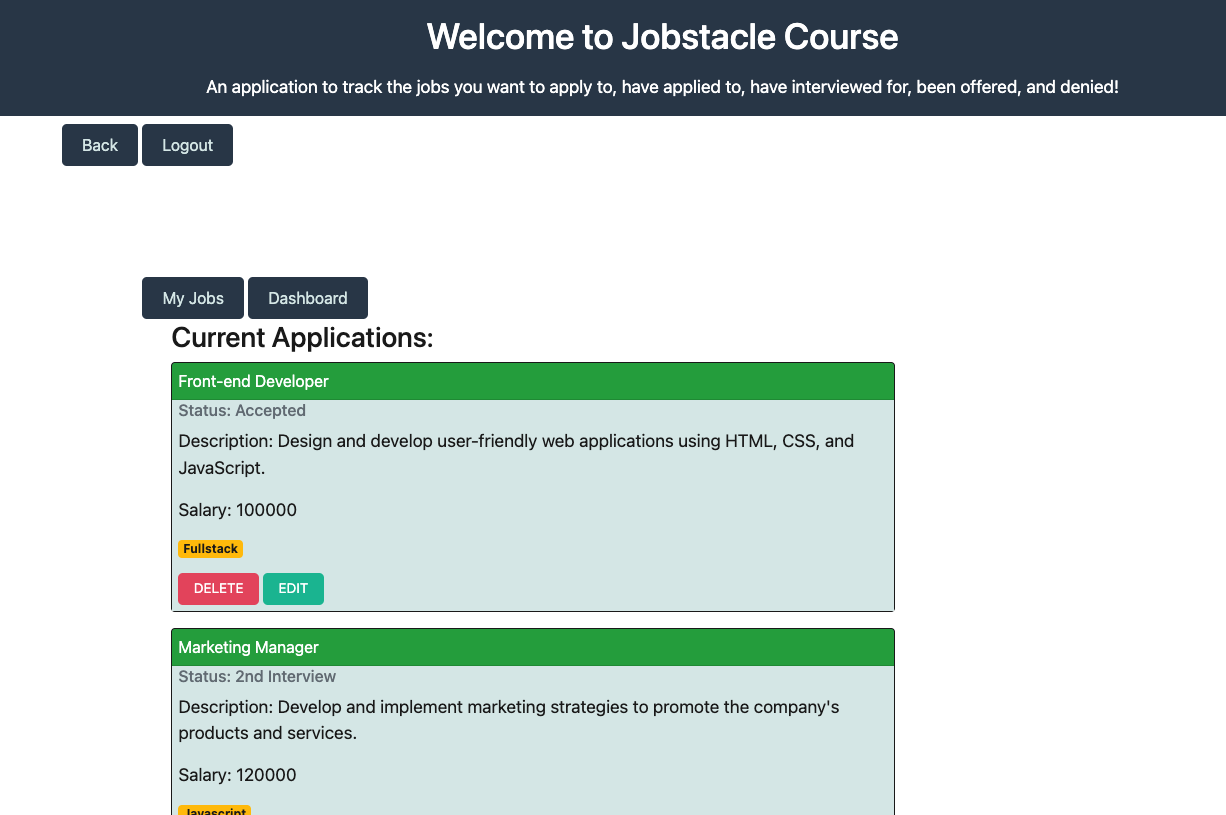 Welcome to Jobstacle Course
An application to track the jobs you want to apply to, have applied to, have interviewed for, been offered, and denied!
Back Logout
My Jobs Dashboard
Current Applications:
Front-end Developer
Status: Accepted
Description: Design and develop user-friendly web applications using HTML, CSS, and
JavaScript.
Salary: 100000
Fullstack
DELETE EDIT
Marketing Manager
Status: 2nd Interview
Description: Develop and implement marketing strategies to promote the company's
products and services.
Salary: 120000
Javascript